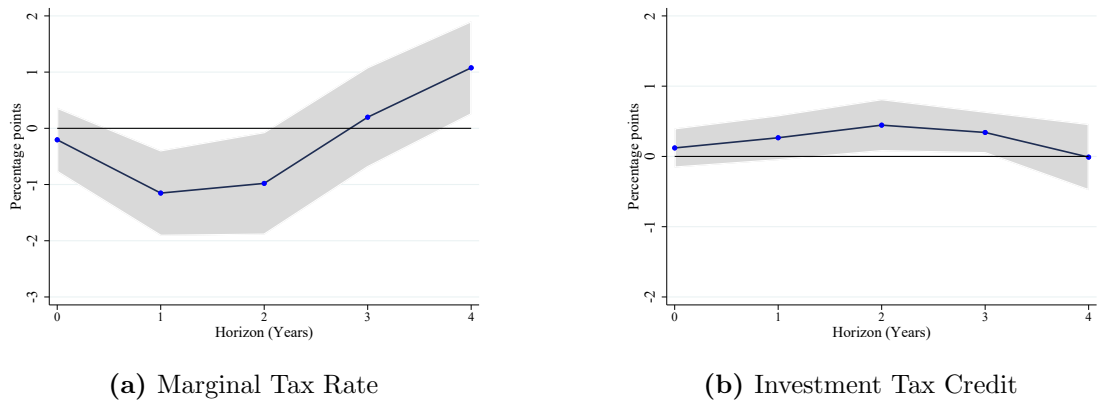 2
1
0
-1
-2
-3
Percentage points
0 1 2 3 4
Horizon (Years)
(a) Marginal Tax Rate
2
1
0
-1
-2
Percentage points
0 1 2 3 4
Horizon (Years)
(b) Investment Tax Credit